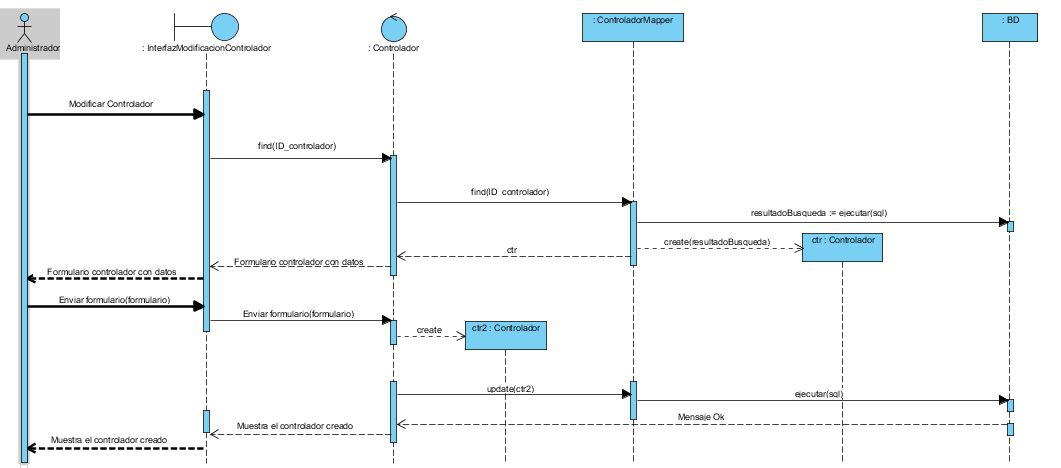 Administrador
: InterfazModificacionControlador
: Controlador
: ControladorMapper
: BD
Modificar Controlador
find(ID_controlador)
find(ID_controlador)
resultadoBusqueda := ejecutar(sql)
create(resultadoBusqueda)
ctr : Controlador
ctr
Formulario controlador con datos
Formulario controlador con datos
Enviar formulario(formulario)
Enviar formulario(formulario)
create
ctr2 : Controlador
update(ctr2)
ejecutar(sql)
Mensaje Ok
Muestra el controlador creado
Muestra el controlador creado